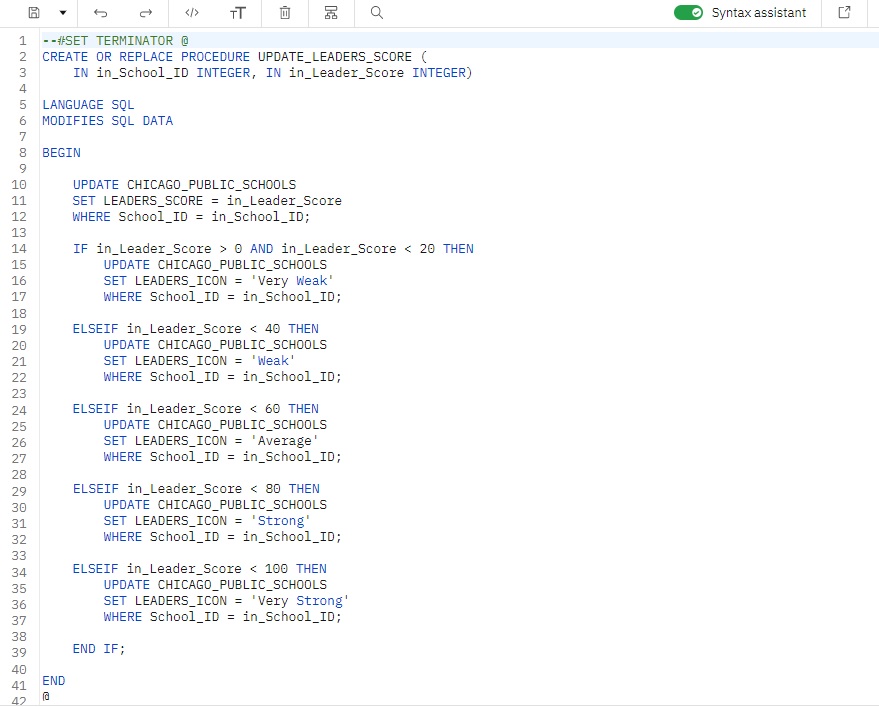 </> TT Syntax assistant
1 --#SET TERMINATOR @
2 CREATE OR REPLACE PROCEDURE UPDATE_LEADERS_SCORE (
3     IN in_School_ID INTEGER, IN in_Leader_Score INTEGER)
4
5 LANGUAGE SQL
6 MODIFIES SQL DATA
7
8 BEGIN
9
10     UPDATE CHICAGO_PUBLIC_SCHOOLS
11     SET LEADERS_SCORE = in_Leader_Score
12     WHERE School_ID = in_School_ID;
13
14     IF in_Leader_Score > 0 AND in_Leader_Score < 20 THEN
15         UPDATE CHICAGO_PUBLIC_SCHOOLS
16         SET LEADERS_ICON = 'Very Weak'
17         WHERE School_ID = in_School_ID;
18
19     ELSEIF in_Leader_Score < 40 THEN
20         UPDATE CHICAGO_PUBLIC_SCHOOLS
21         SET LEADERS_ICON = 'Weak'
22         WHERE School_ID = in_School_ID;
23
24     ELSEIF in_Leader_Score < 60 THEN
25         UPDATE CHICAGO_PUBLIC_SCHOOLS
26         SET LEADERS_ICON = 'Average'
27         WHERE School_ID = in_School_ID;
28
29     ELSEIF in_Leader_Score < 80 THEN
30         UPDATE CHICAGO_PUBLIC_SCHOOLS
31         SET LEADERS_ICON = 'Strong'
32         WHERE School_ID = in_School_ID;
33
34     ELSEIF in_Leader_Score < 100 THEN
35         UPDATE CHICAGO_PUBLIC_SCHOOLS
36         SET LEADERS_ICON = 'Very Strong'
37         WHERE School_ID = in_School_ID;
38
39     END IF;
40
41 END
42 @